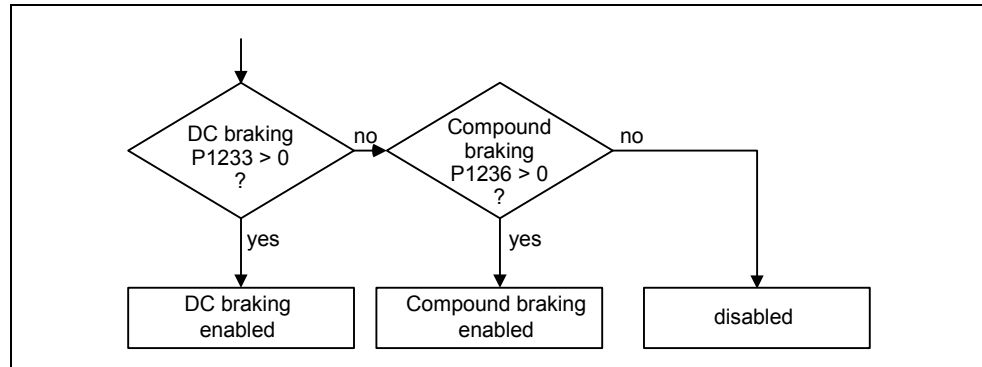 DC braking
P1233 > 0
?
no
Compound
braking
P1236 > 0
?
no
yes
yes
DC braking
enabled
Compound braking
enabled
disabled